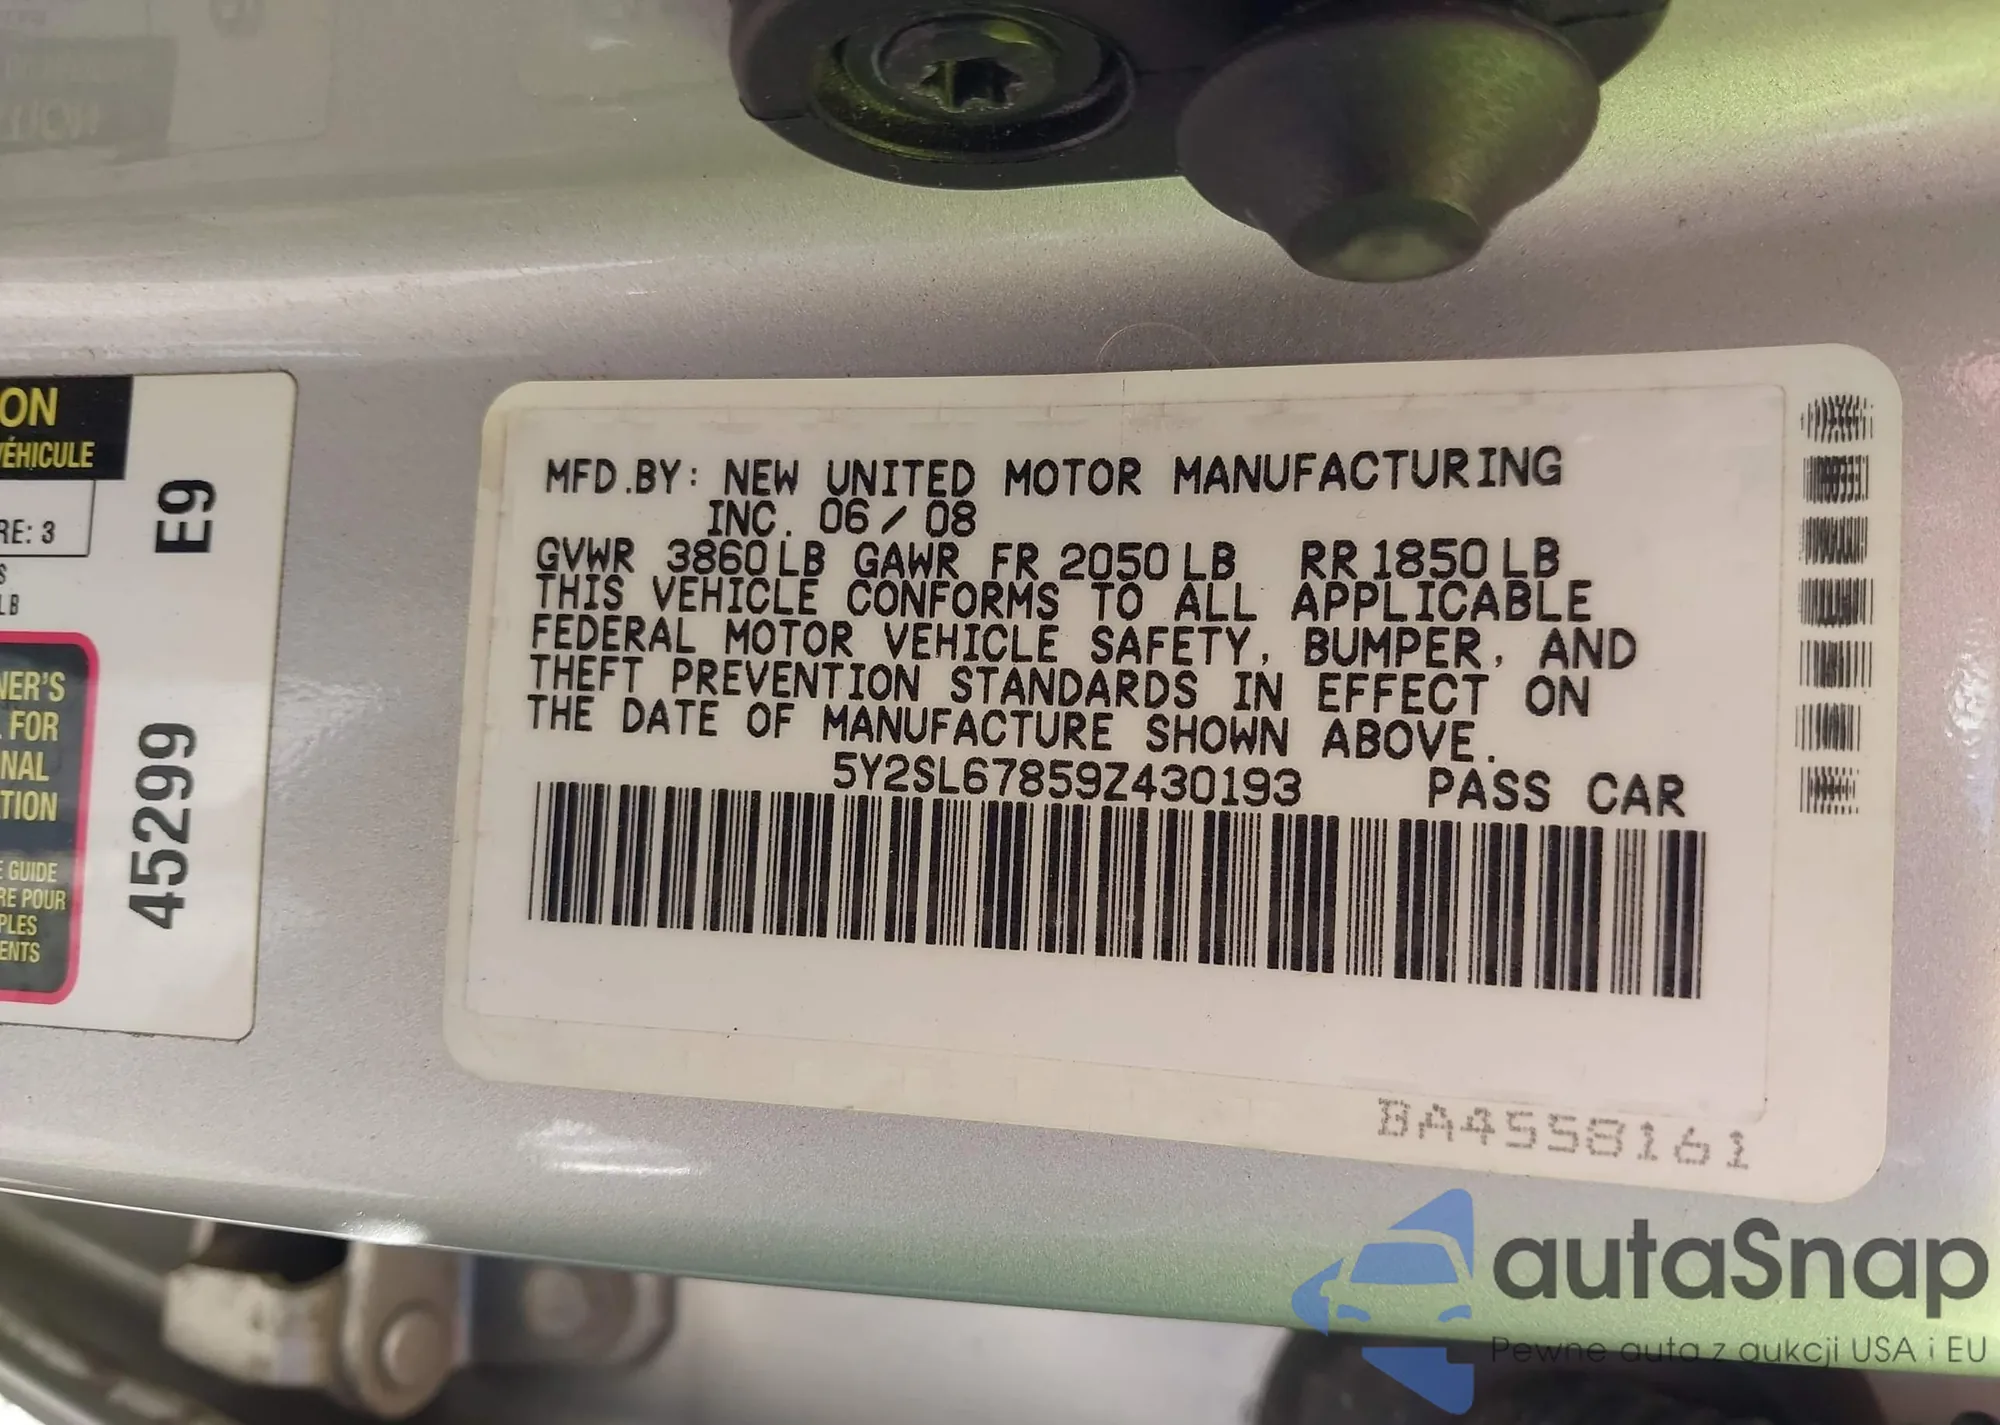 ON
VÉHICULE
RE: 3
S
LB
NER'S
FOR
NAL
TION
E GUIDE
RE POUR
PLES
ENTS
E9
45299
MFD.BY: NEW UNITED MOTOR MANUFACTURING
INC. 06/08
GVWR 3860LB GAWR FR 2050LB RR 1850LB
THIS VEHICLE CONFORMS TO ALL APPLICABLE
FEDERAL MOTOR VEHICLE SAFETY, BUMPER, AND
THEFT PREVENTION STANDARDS IN EFFECT ON
THE DATE OF MANUFACTURE SHOWN ABOVE.
5Y2SL67859Z430193 PASS CAR
BA4558161
autaSnap
Pewne auta z aukcji USA i EU